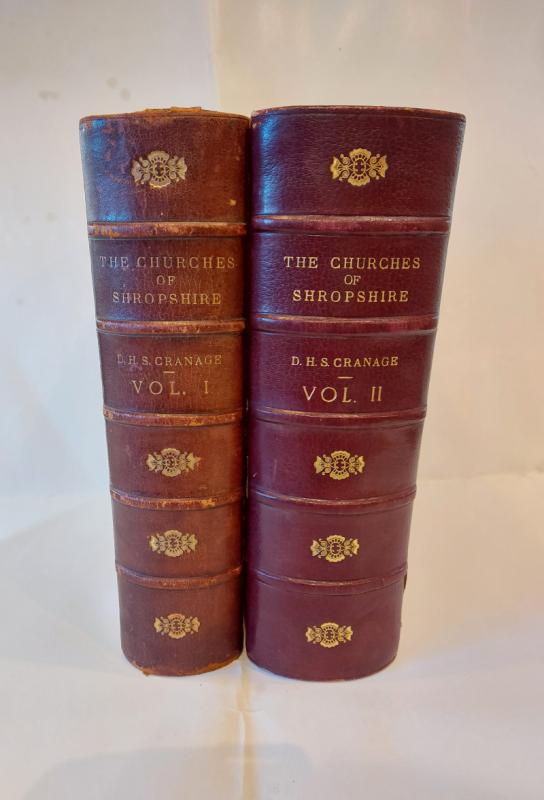 THE CHURCHES
OF
SHROPSHIRE
D.H.S. CRANAGE
VOL. I
THE CHURCHES
OF
SHROPSHIRE
D.H.S. CRANAGE
VOL. II